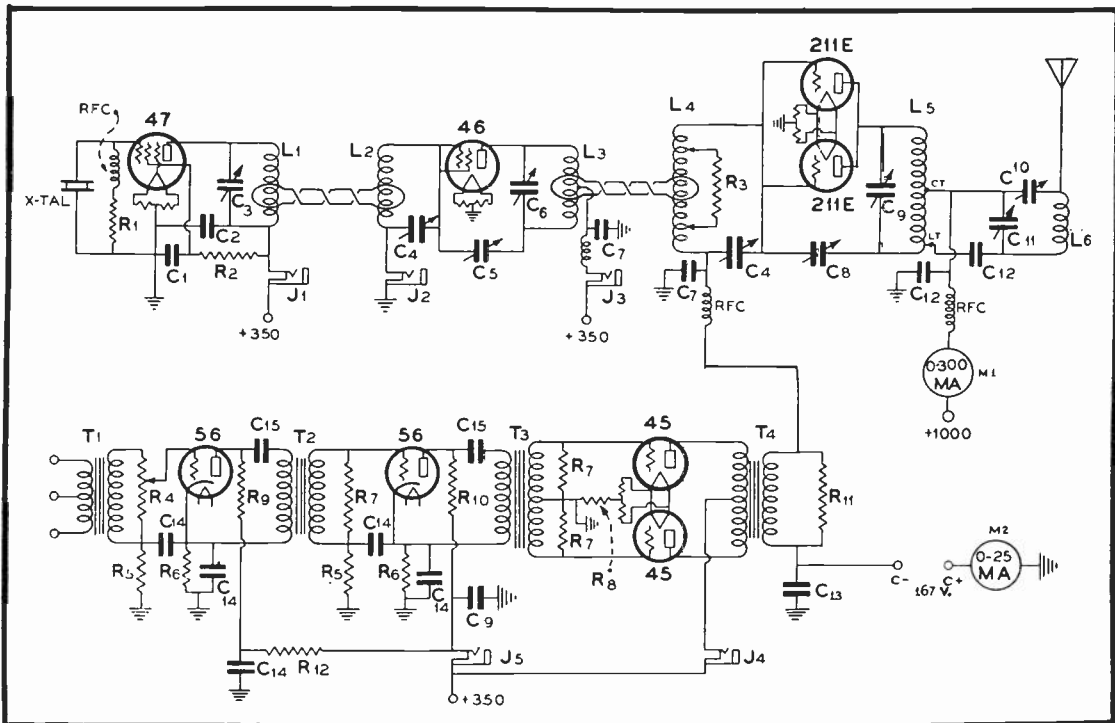 211E
RFC
47
L1
L2
46
L3
L4
L5
C10
X-TAL
R1
C3
C2
C1
R2
J1
+350
C4
C5
J2
C6
C7
J3
+350
R3
C7
C4
RFC
211E
C9
C8
CT
LT
C11
L6
C12
C12
RFC
0-300
MA
M1
+1000
T1
56
C15
T2
56
C15
T3
45
T4
R4
R9
R7
R10
R7
R7
R11
C14
C14
R5
R6
C14
R5
R6
C14
C9
R8
45
C13
C-
167 V.
C+
0-25
MA
M2
C14
R12
J5
J4
+350